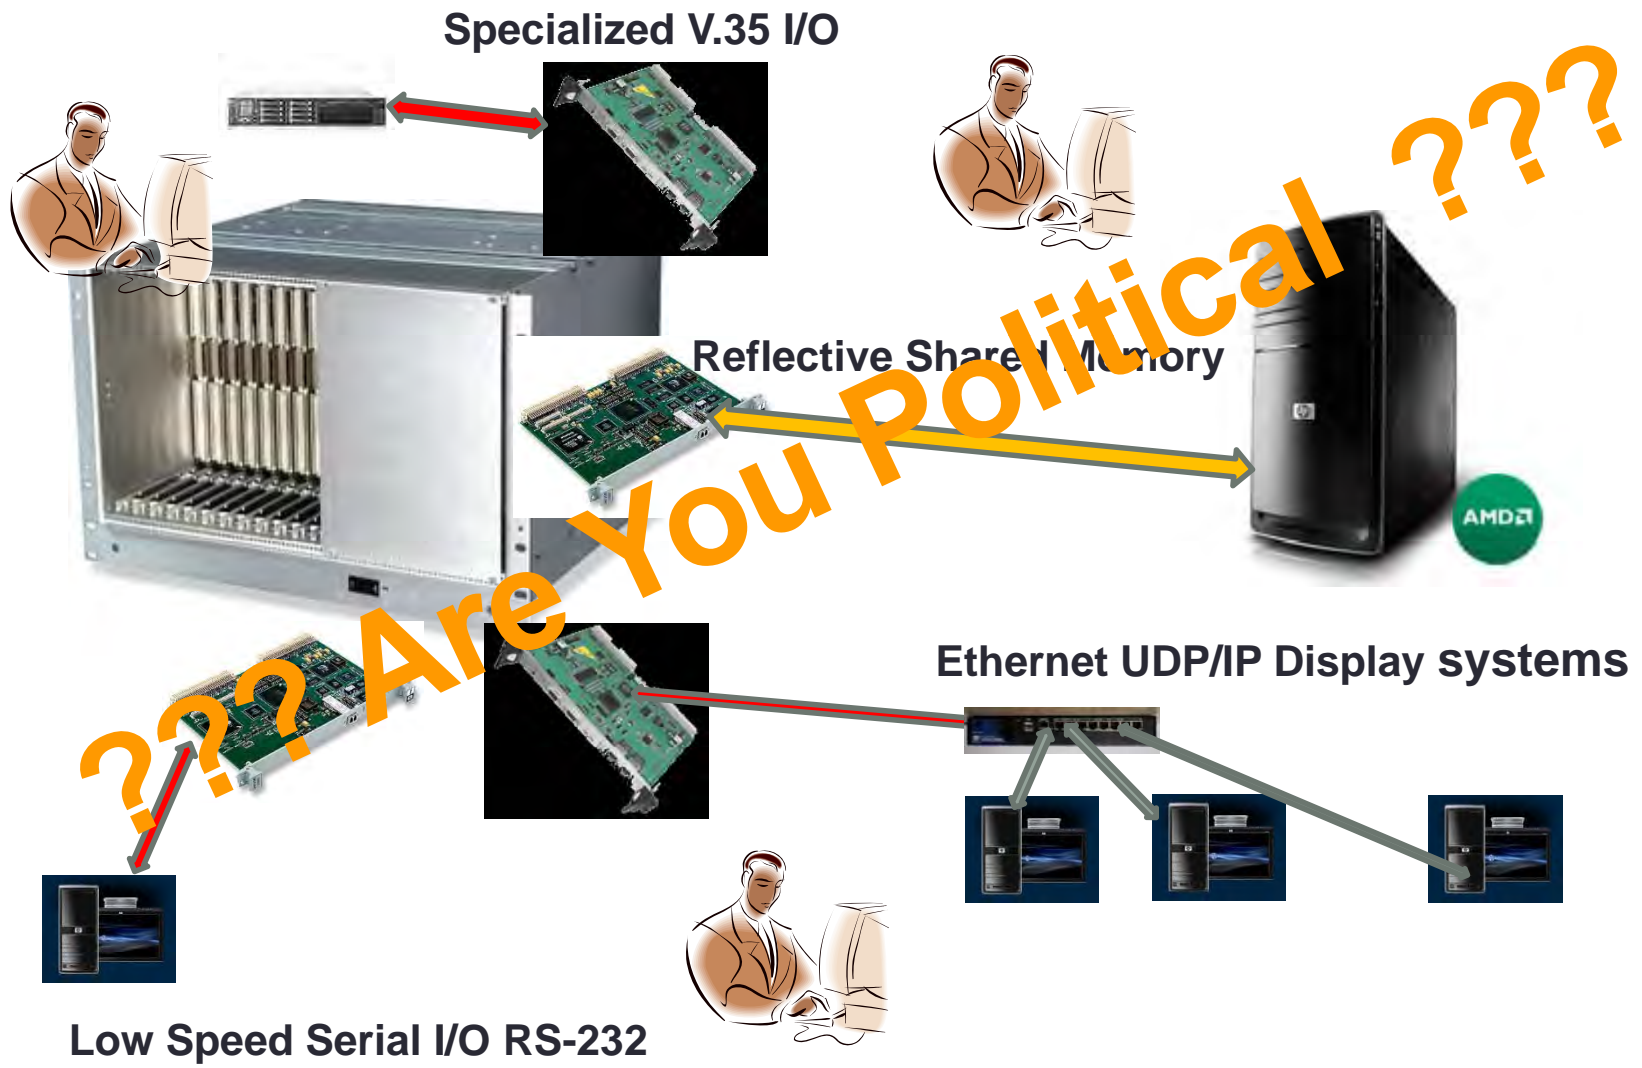 Specialized V.35 I/O
Reflective Shared Memory
??? Are You Political ???
AMD
hp
Ethernet UDP/IP Display systems
Low Speed Serial I/O RS-232